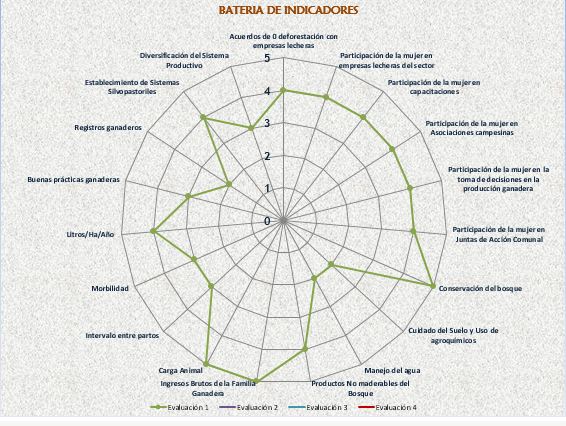 BATERIA DE INDICADORES
Acuerdos de 0 deforestación con
empresas lecheras
Participación de la mujer en
empresas lecheras del sector
Participación de la mujer en
capacitaciones
Participación de la mujer en
Asociaciones campesinas
Participación de la mujer en la
toma de decisiones en la
producción ganadera
Participación de la mujer en
Juntas de Acción Comunal
Conservación del bosque
Cuidado del Suelo y Uso de
agroquímicos
Manejo del agua
Productos No maderables del
Bosque
Ingresos Brutos de la Familia
Ganadera
Carga Animal
Intervalo entre partos
Morbilidad
Litros/Ha/Año
Buenas prácticas ganaderas
Registros ganaderos
Establecimiento de Sistemas
Silvopastoriles
Diversificación del Sistema
Productivo
5
4
3
2
1
0
Evaluación 1 Evaluación 2 Evaluación 3 Evaluación 4